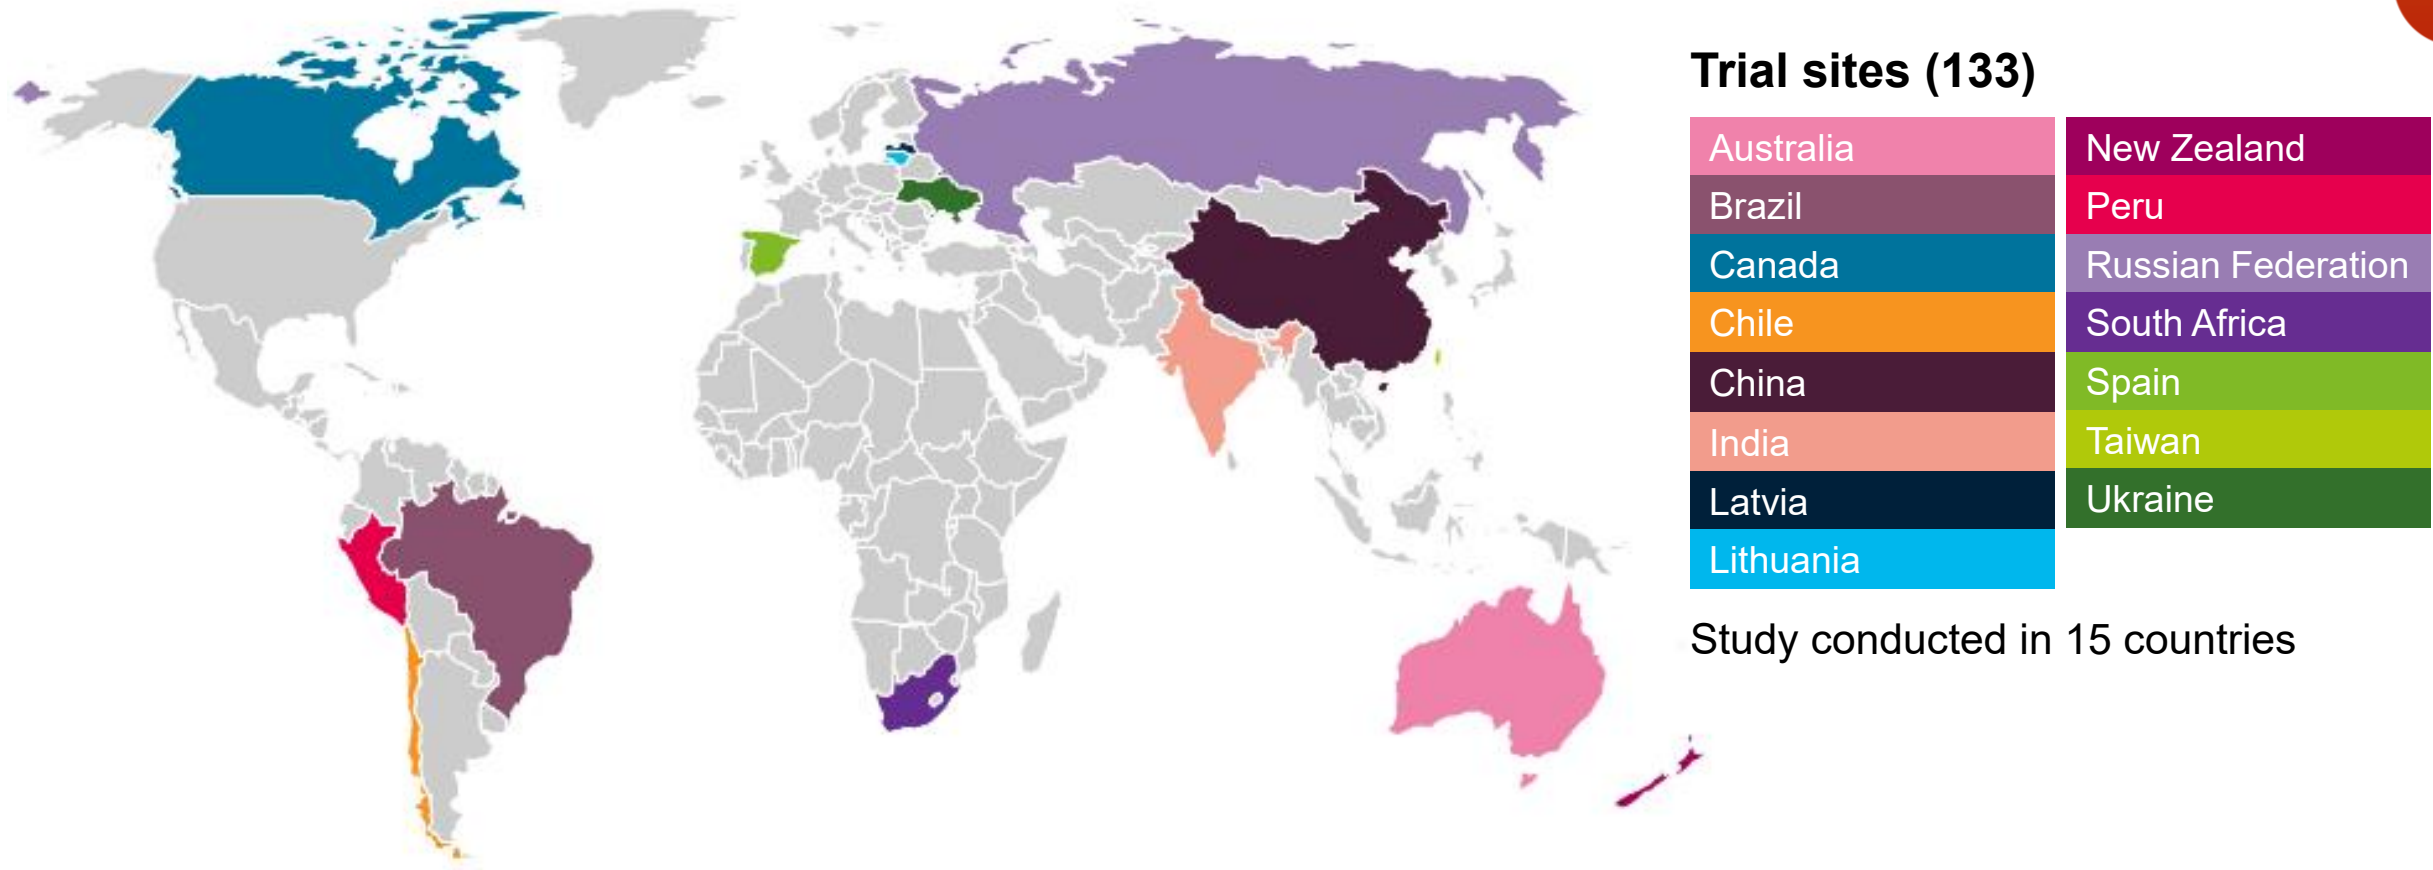 Trial sites (133)
Australia
Brazil
Canada
Chile
China
India
Latvia
Lithuania
New Zealand
Peru
Russian Federation
South Africa
Spain
Taiwan
Ukraine
Study conducted in 15 countries